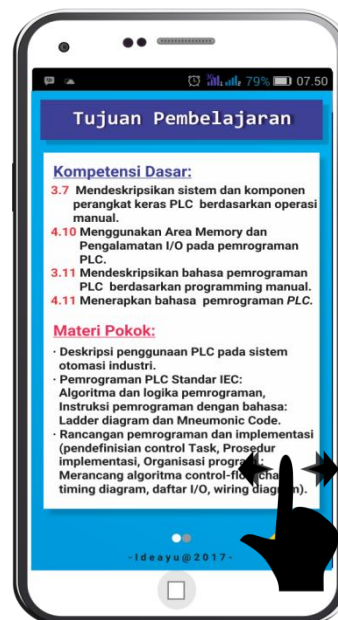 79% 07.50
Tujuan Pembelajaran
Kompetensi Dasar:
3.7 Mendeskripsikan sistem dan komponen
perangkat keras PLC berdasarkan operasi
manual.
4.10 Menggunakan Area Memory dan
Pengalamatan I/O pada pemrograman
PLC.
3.11 Mendeskripsikan bahasa pemrograman
PLC berdasarkan programming manual.
4.11 Menerapkan bahasa pemrograman PLC.
Materi Pokok:
· Deskripsi penggunaan PLC pada sistem
otomasi industri.
· Pemrograman PLC Standar IEC:
Algoritma dan logika pemrograman,
Instruksi pemrograman dengan bahasa:
Ladder diagram dan Mneumonic Code.
· Rancangan pemrograman dan implementasi
(pendefinisian control Task, Prosedur
implementasi, Organisasi program;
Merancang algoritma control-flow
timing diagram, daftar I/O, wiring diagram).
-Ideayu@2017-